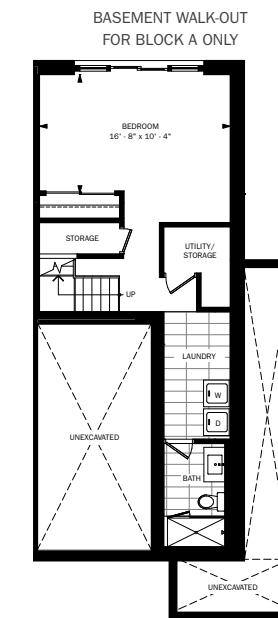 BASEMENT WALK-OUT
FOR BLOCK A ONLY
BEDROOM
16' - 8" x 10' - 4"
STORAGE
UTILITY/
STORAGE
UP
LAUNDRY
W
D
UNEXCAVATED
BATH
UNEXCAVATED